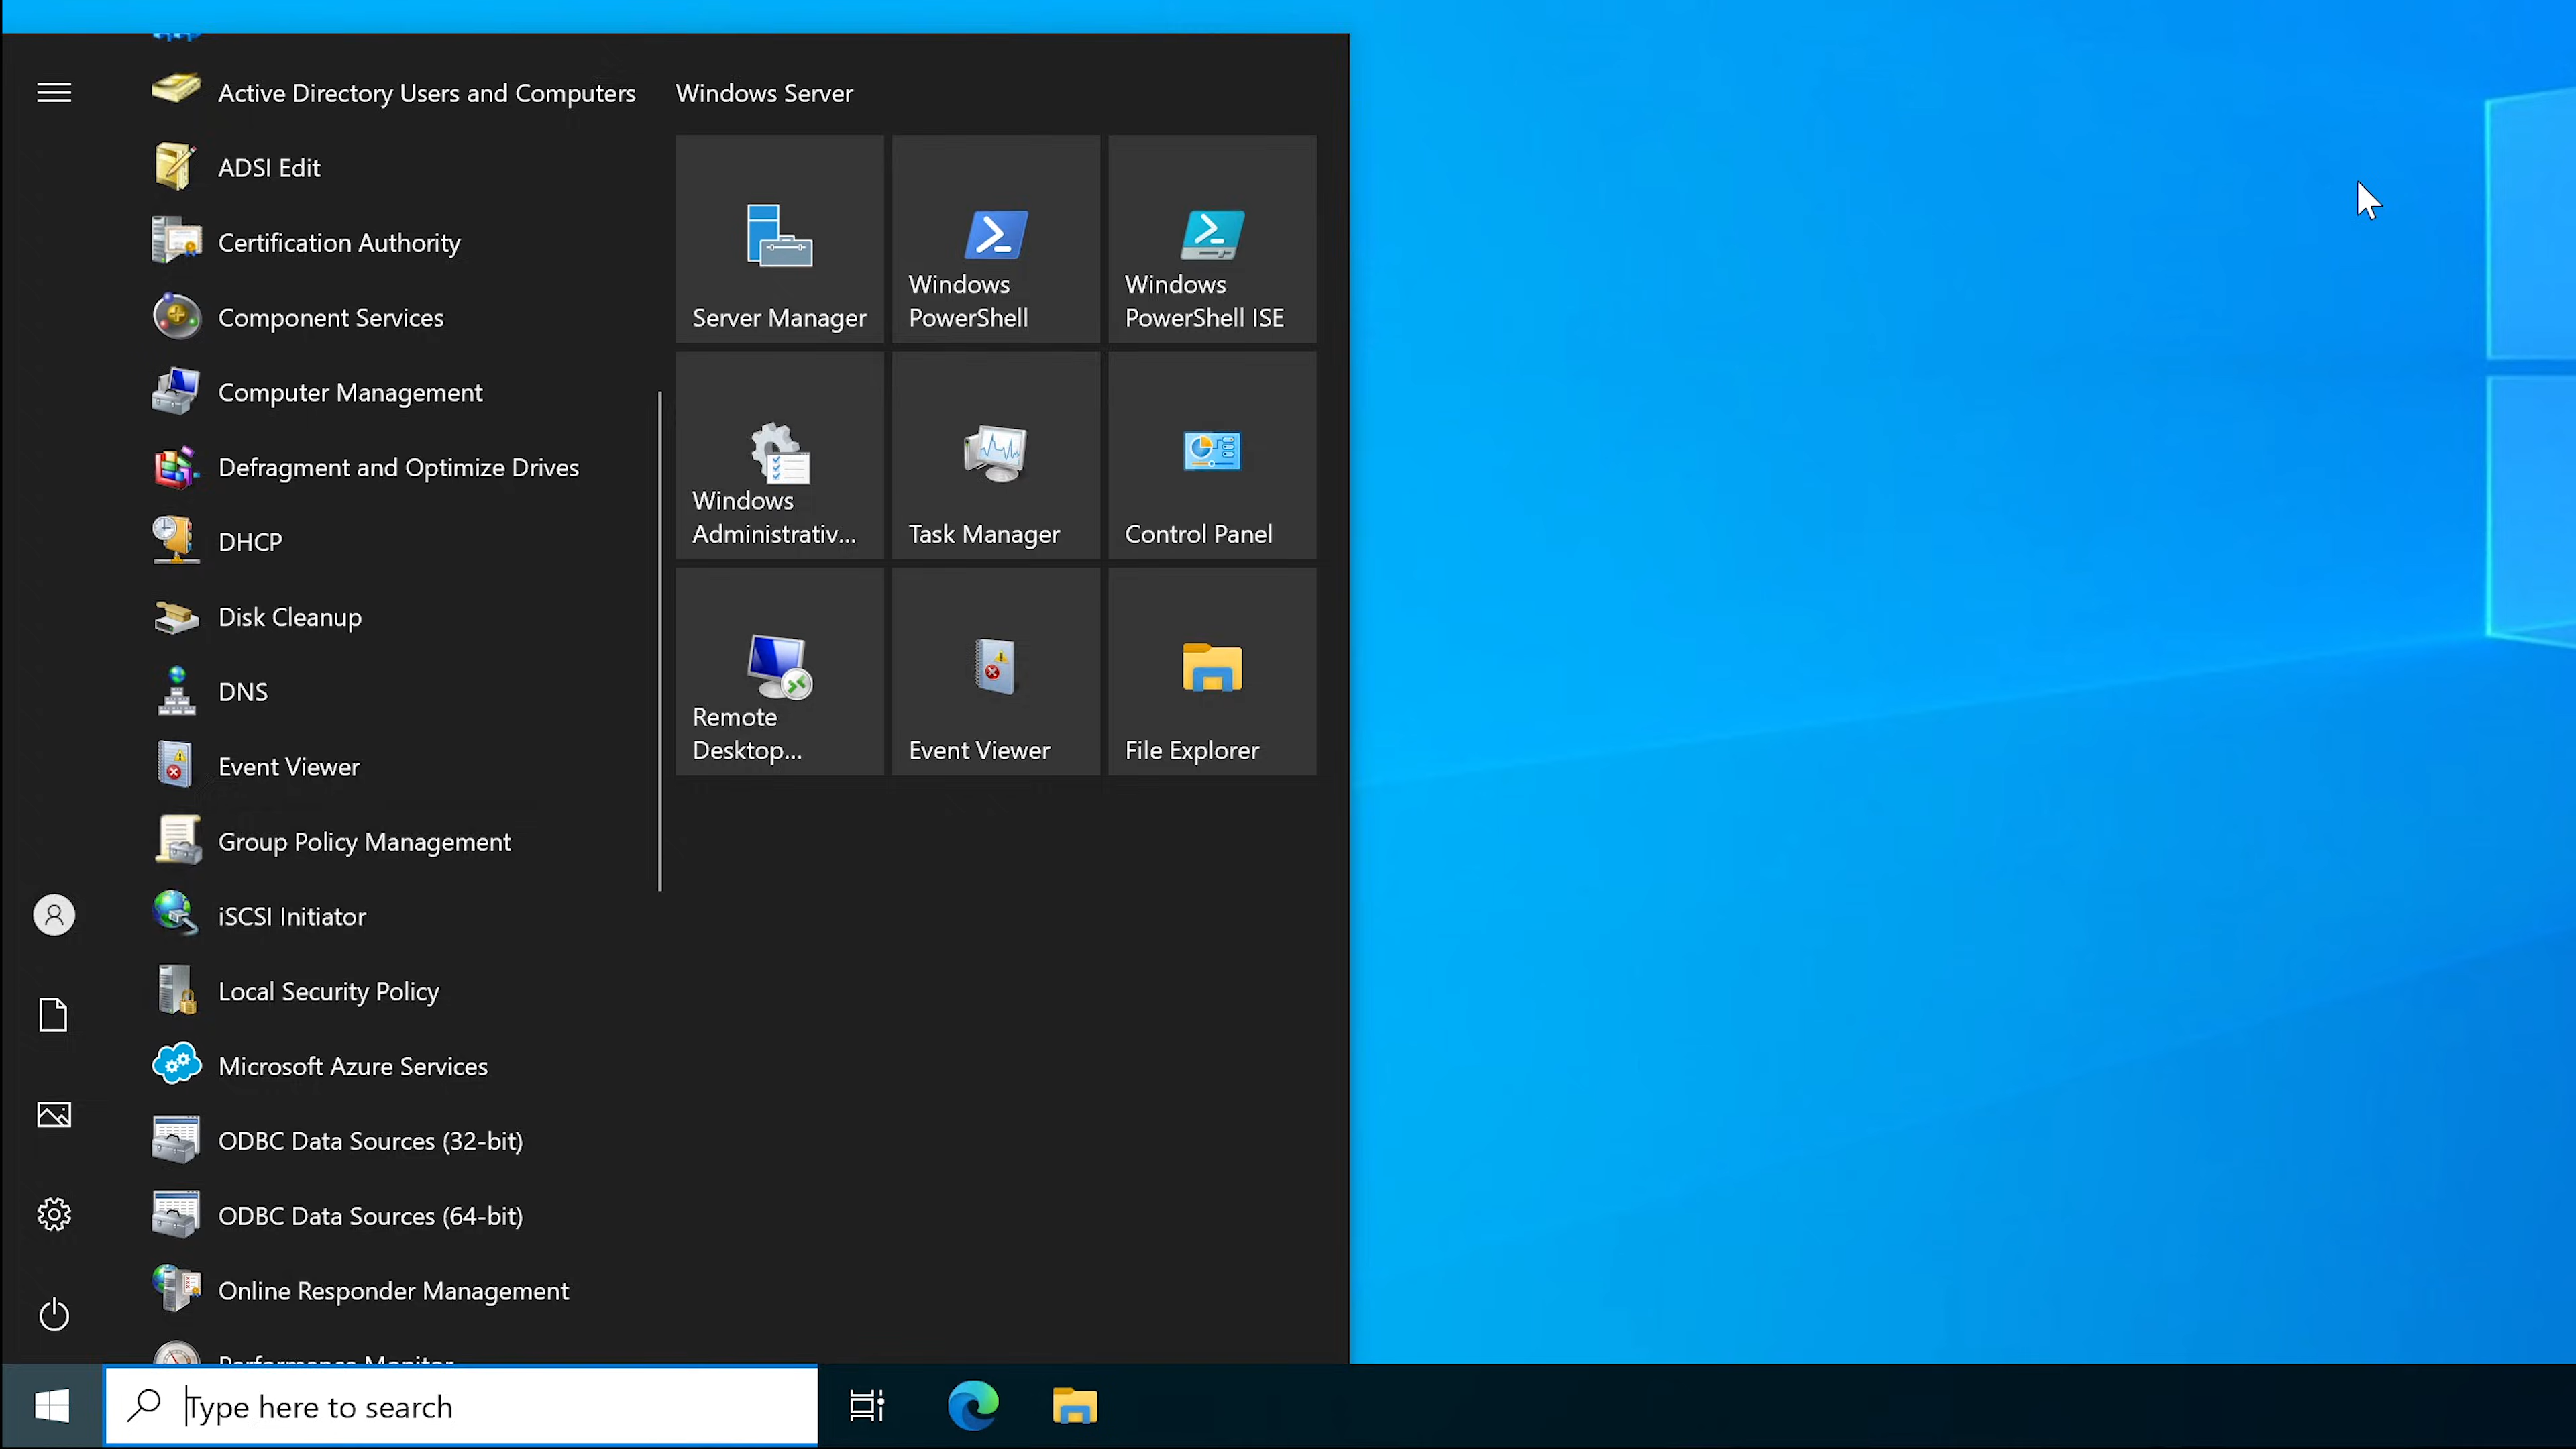 Active Directory Users and Computers
ADSI Edit
Certification Authority
Component Services
Computer Management
Defragment and Optimize Drives
DHCP
Disk Cleanup
DNS
Event Viewer
Group Policy Management
iSCSI Initiator
Local Security Policy
Microsoft Azure Services
ODBC Data Sources (32-bit)
ODBC Data Sources (64-bit)
Online Responder Management
Performance Monitor
Windows Server
Server Manager
Windows
PowerShell
Windows
PowerShell ISE
Windows
Administrativ...
Task Manager
Control Panel
Remote
Desktop...
Event Viewer
File Explorer
Type here to search